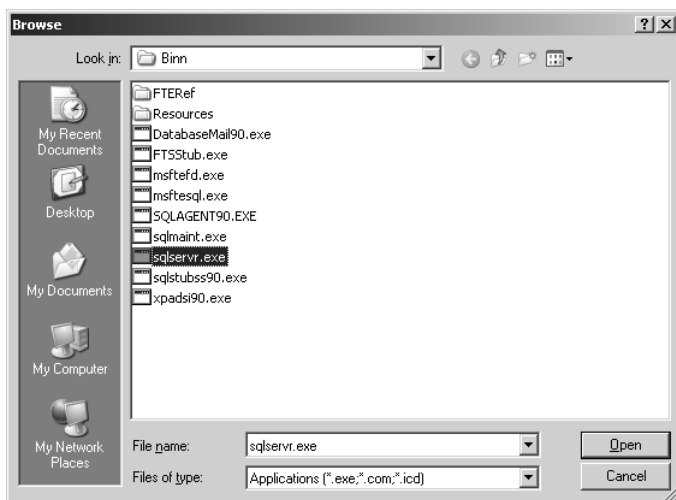 Browse
Look in: Binn
My Recent
Documents
Desktop
My Documents
My Computer
My Network
Places
FTERef
Resources
DatabaseMail90.exe
FTSStub.exe
msftefd.exe
msftesql.exe
SQLAGENT90.EXE
sqlmaint.exe
sqlservr.exe
sqlstubss90.exe
xpadsi90.exe
File name: sqlservr.exe Open
Files of type: Applications (*.exe;*.com;*.icd) Cancel